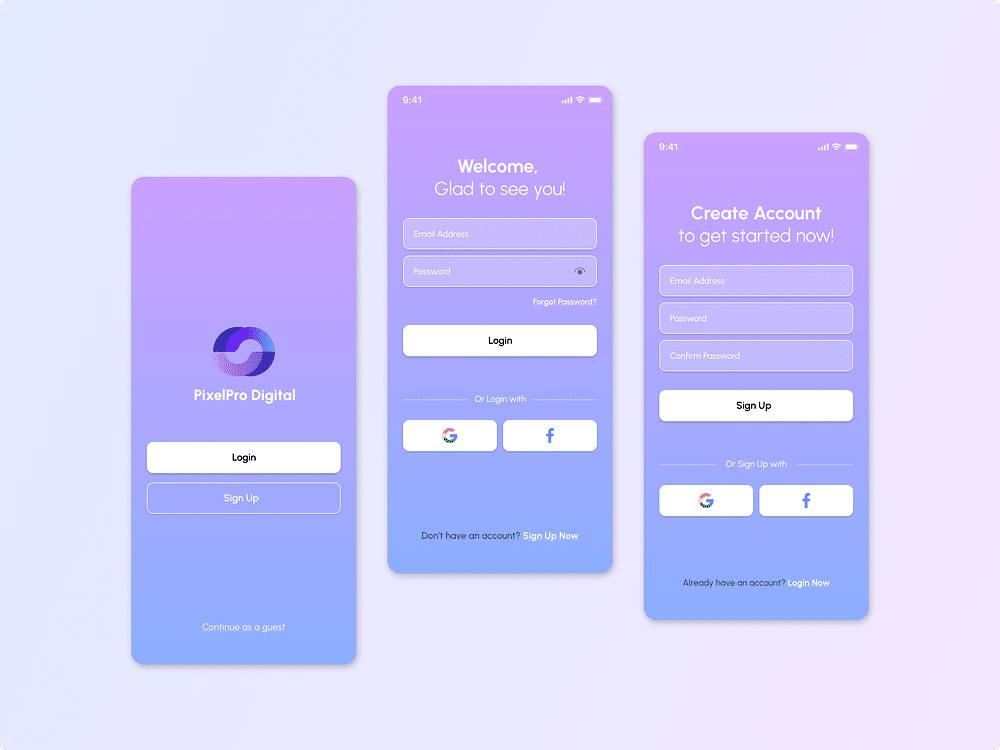 PixelPro Digital
Login
Sign Up
Continue as a guest
9:41
Welcome,
Glad to see you!
Email Address
Password
Forgot Password?
Login
Or Login with
Don't have an account? Sign Up Now
9:41
Create Account
to get started now!
Email Address
Password
Confirm Password
Sign Up
Or Sign Up with
Already have an account? Login Now